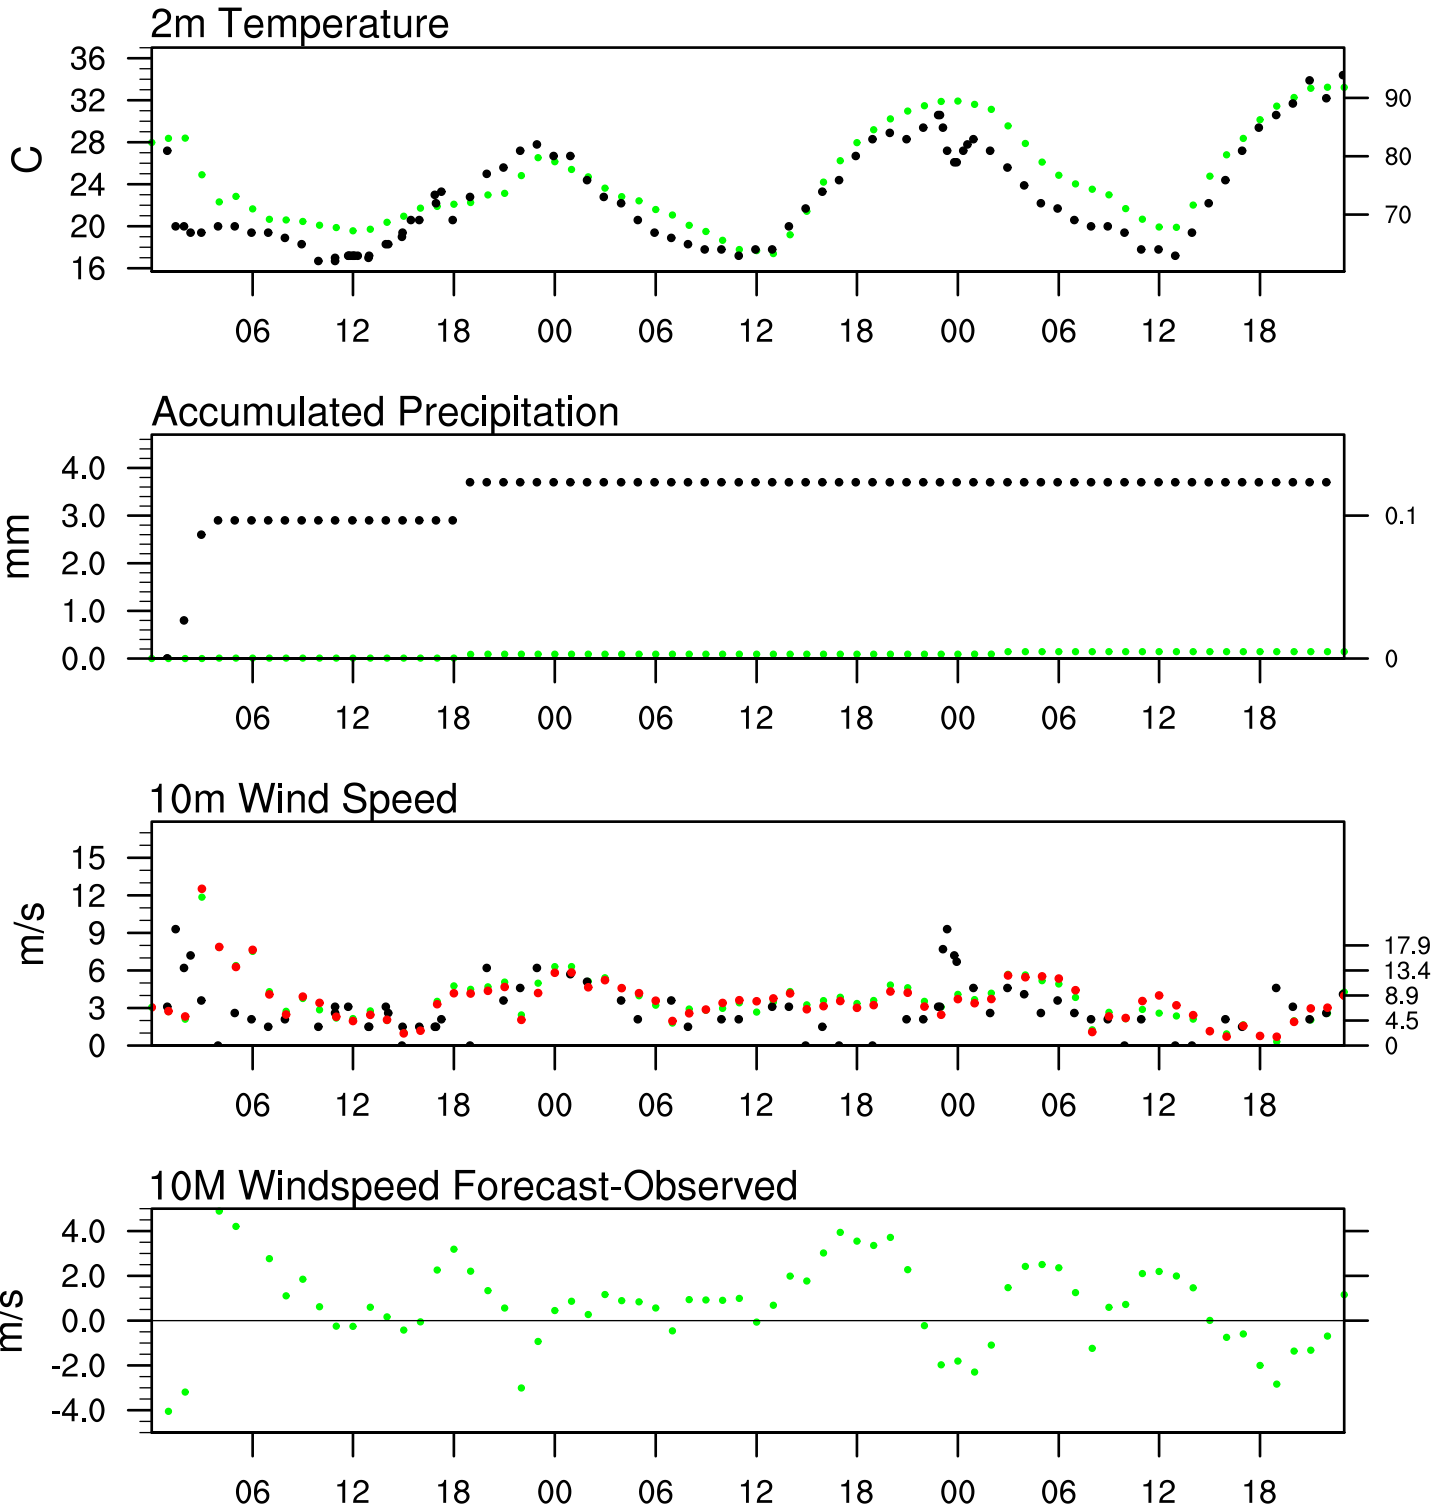 2m Temperature
36
32
28
24
20
16
C
90
80
70
06 12 18 00 06 12 18 00 06 12 18
Accumulated Precipitation
4.0
3.0
2.0
1.0
0.0
mm
0.1
0
06 12 18 00 06 12 18 00 06 12 18
10m Wind Speed
15
12
9
6
3
0
m/s
17.9
13.4
8.9
4.5
0
06 12 18 00 06 12 18 00 06 12 18
10M Windspeed Forecast-Observed
4.0
2.0
0.0
-2.0
-4.0
m/s
06 12 18 00 06 12 18 00 06 12 18